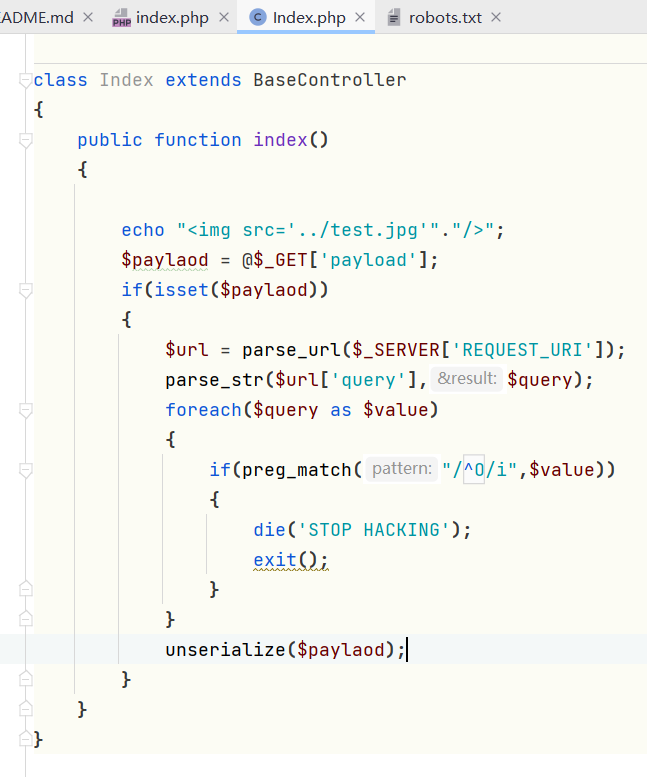 ADME.md × index.php × Index.php × robots.txt ×
class Index extends BaseController
{
public function index()
{
echo "<img src='../test.jpg'"."/>";
$paylaod = @$_GET['payload'];
if(isset($paylaod))
{
$url = parse_url($_SERVER['REQUEST_URI']);
parse_str($url['query'], &result: $query);
foreach($query as $value)
{
if(preg_match( pattern: "/^O/i",$value))
{
die('STOP HACKING');
exit();
}
}
unserialize($paylaod);
}
}
}